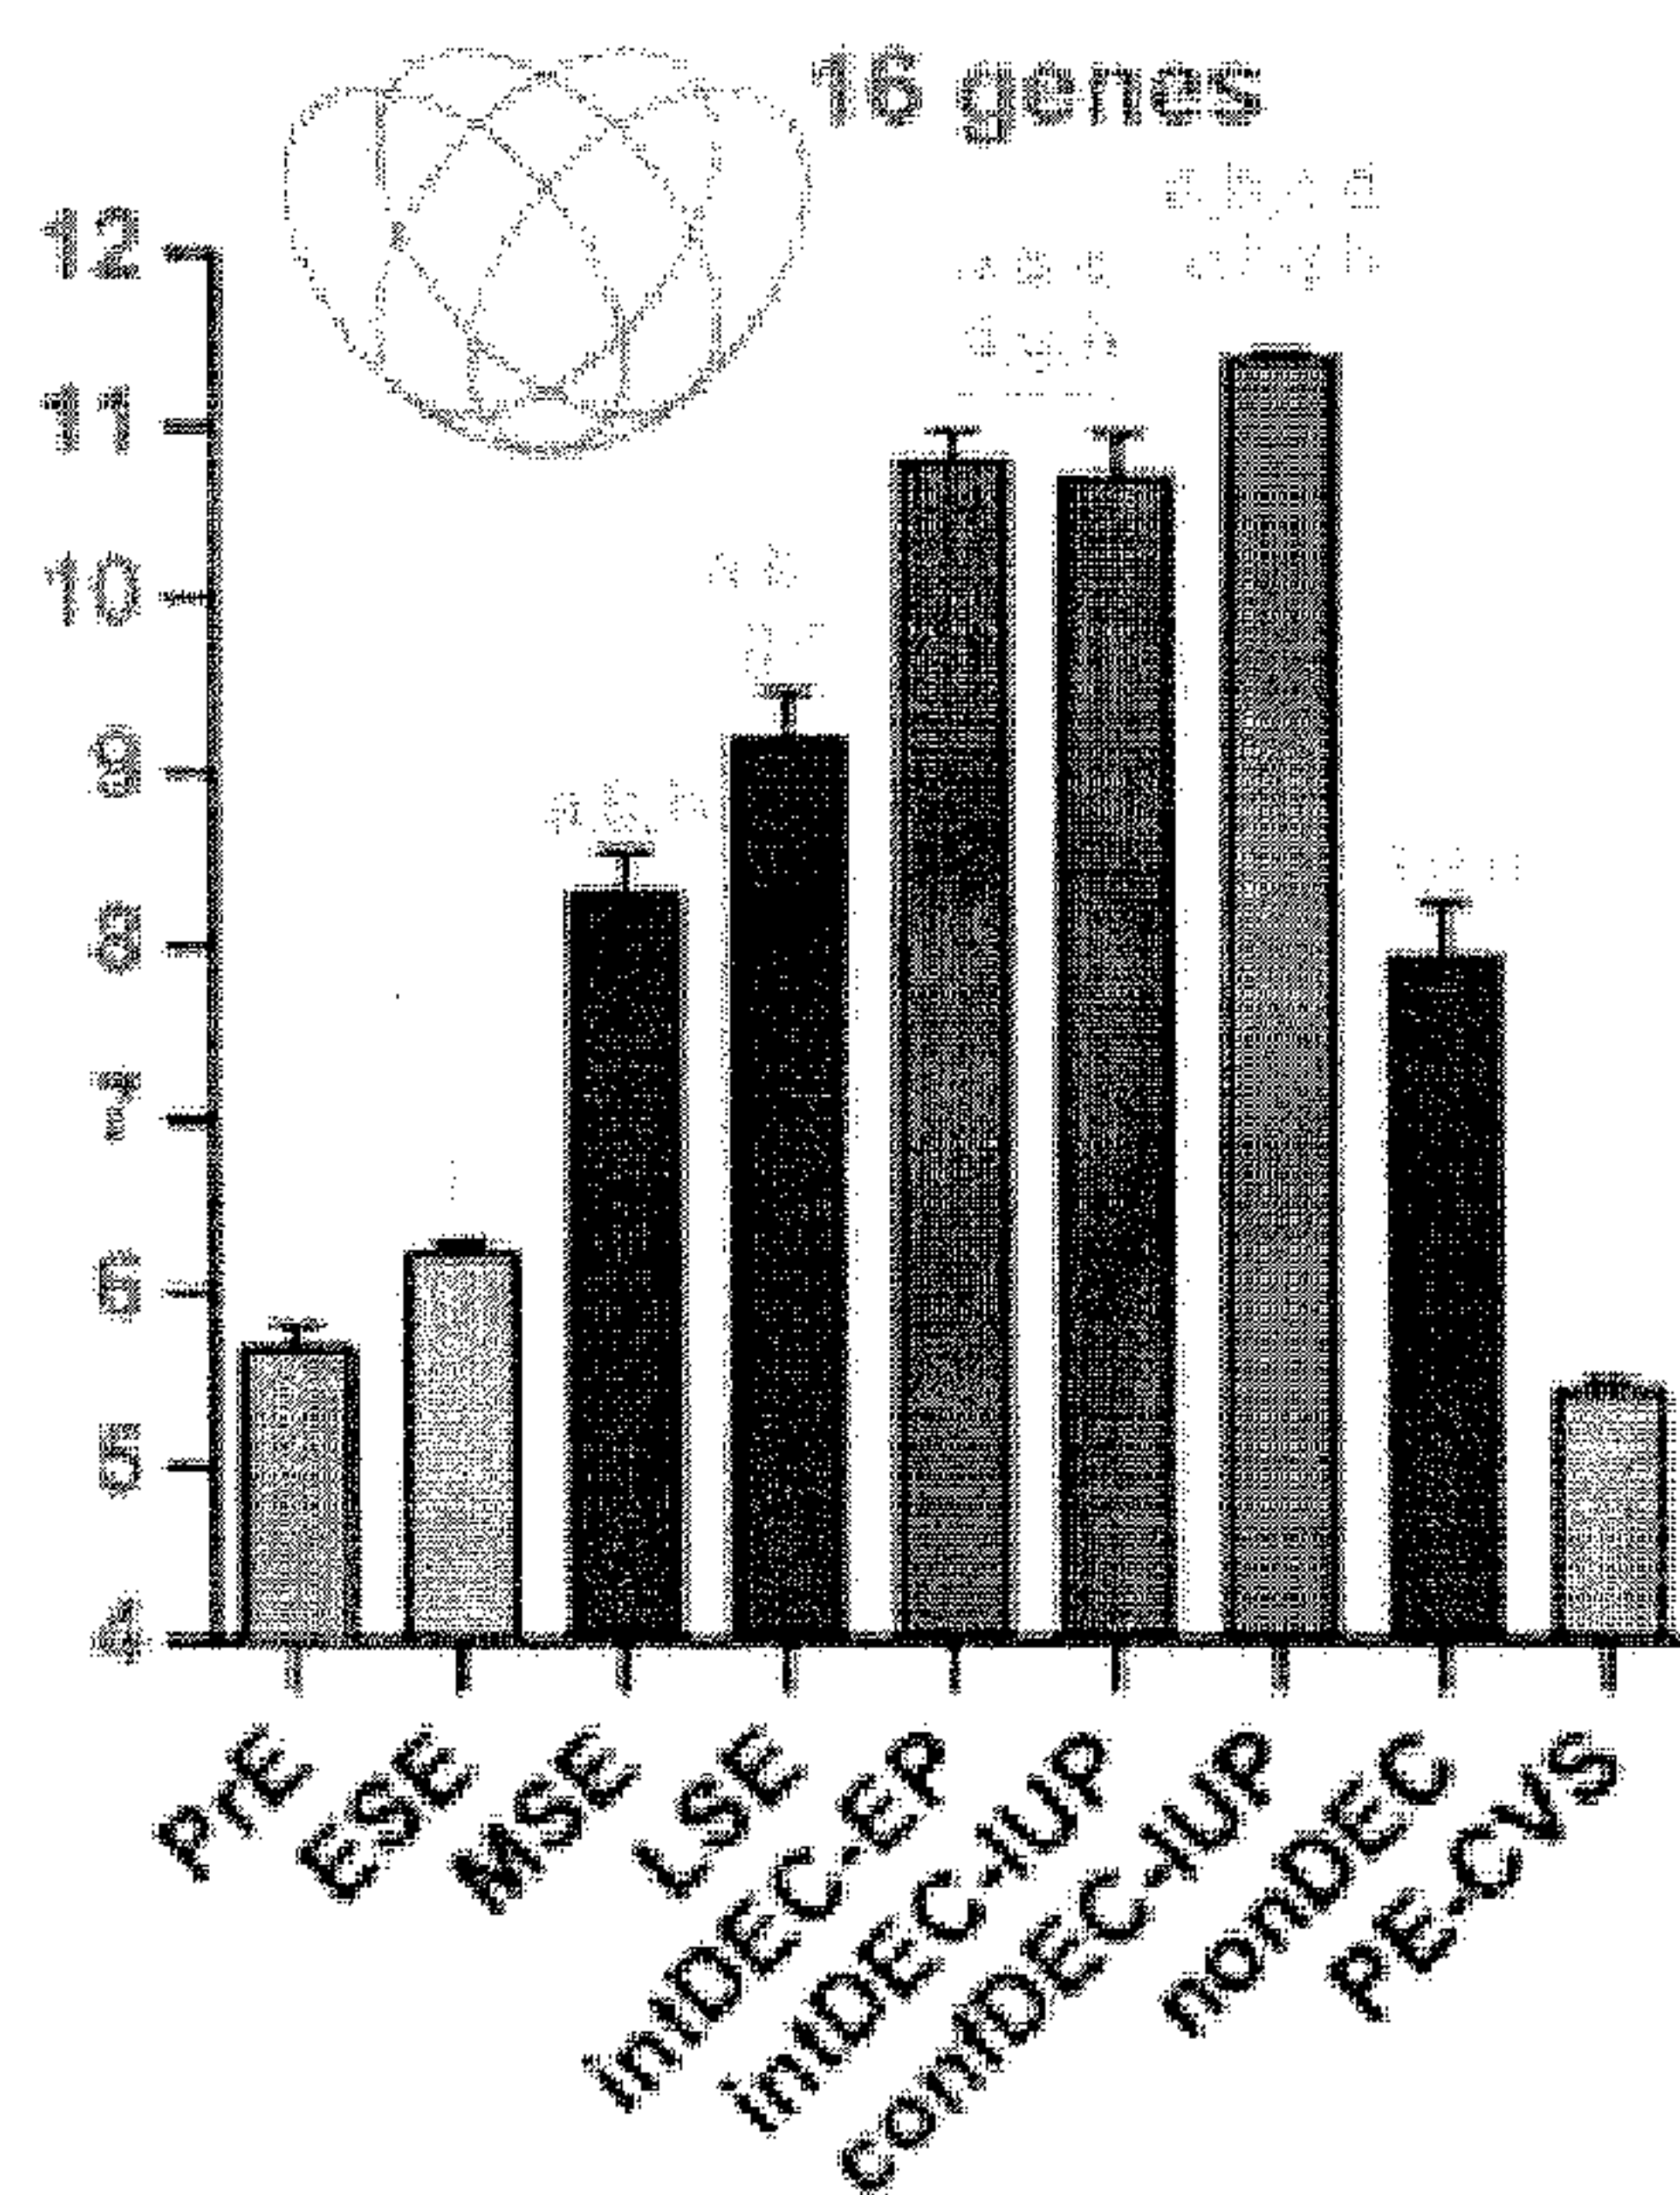 16 genes
12
11
10
9
8
7
6
5
4
PrE
ESE
MSE
LSE
intDEC-EP
intDEC-IUP
confDEC-IUP
nonDEC
PE-CVS